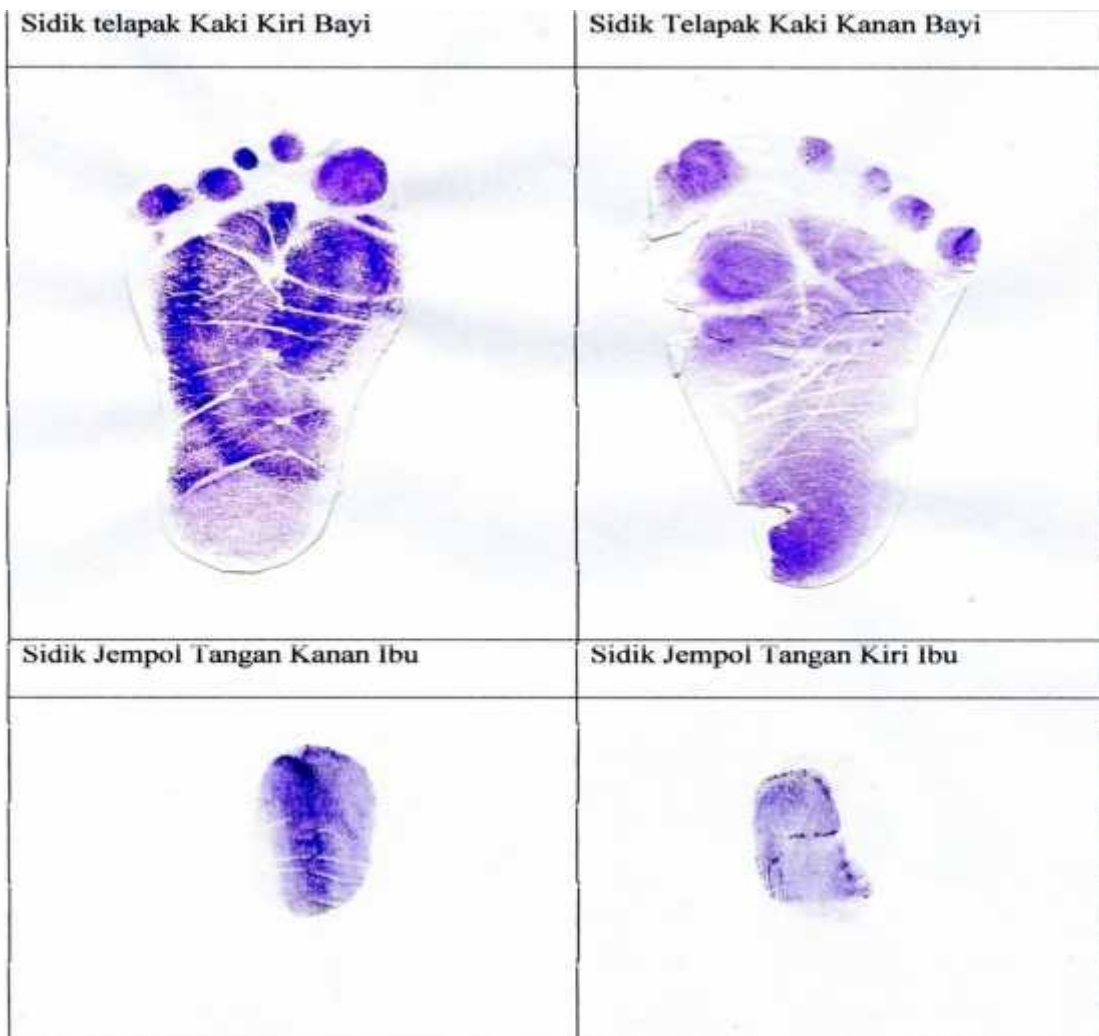 Sidik telapak Kaki Kiri Bayi
Sidik Telapak Kaki Kanan Bayi
Sidik Jempol Tangan Kanan Ibu
Sidik Jempol Tangan Kiri Ibu